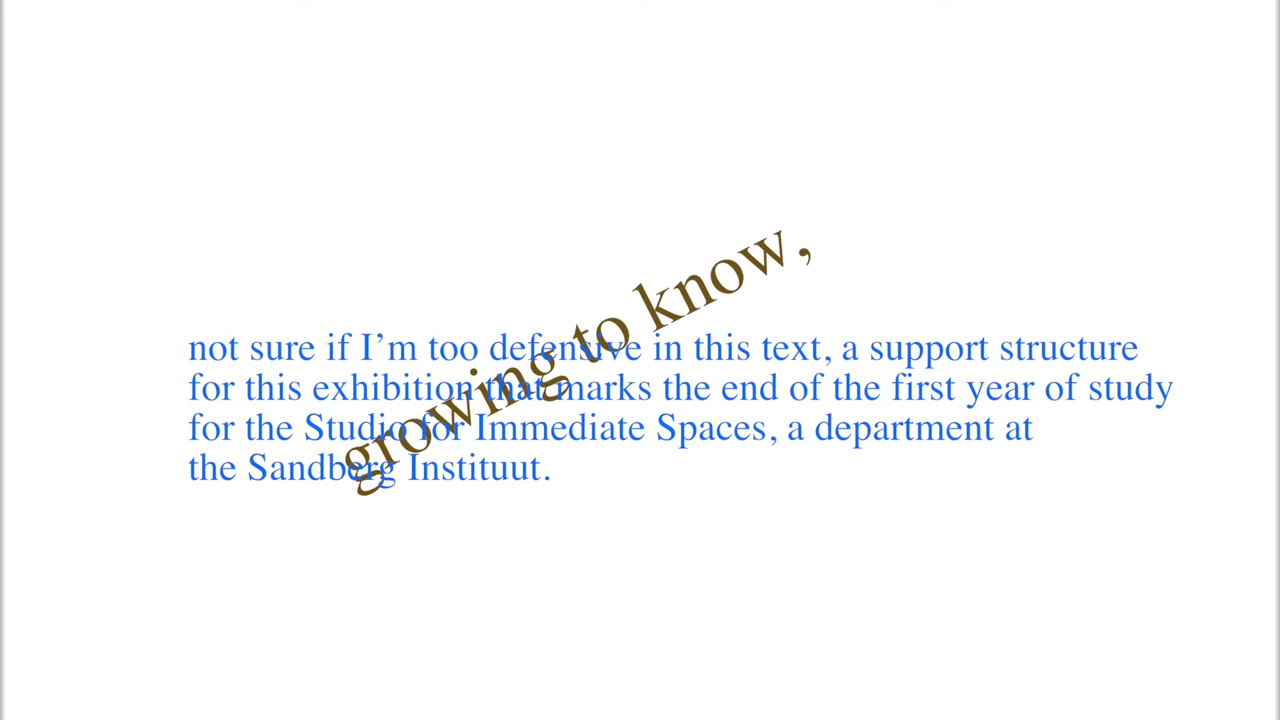 growing to know,
not sure if I’m too defensive in this text, a support structure
for this exhibition that marks the end of the first year of study
for the Studio for Immediate Spaces, a department at
the Sandberg Instituut.